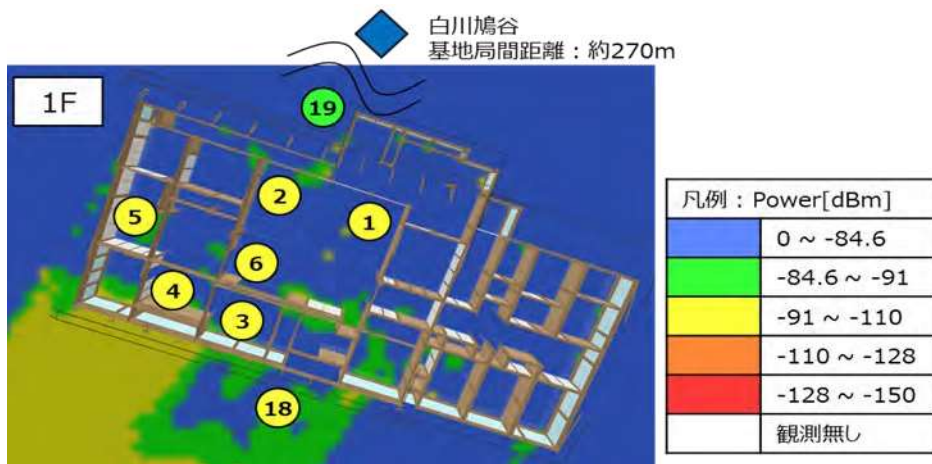 白川鳩谷
基地局間距離：約270m
1F
19
2
1
5
6
4
3
18
凡例：Power[dBm]
0 ~ -84.6
-84.6 ~ -91
-91 ~ -110
-110 ~ -128
-128 ~ -150
観測無し